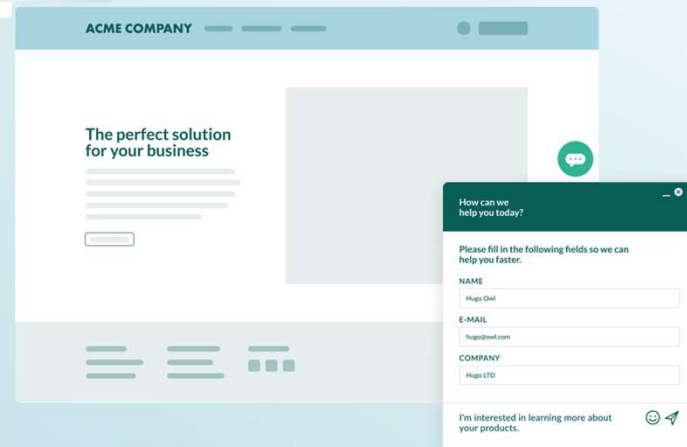 ACME COMPANY
The perfect solution
for your business
How can we
help you today?
Please fill in the following fields so we can
help you faster.
NAME
Hugo Owl
E-MAIL
hugo@owl.com
COMPANY
Hugo LTD
I'm interested in learning more about
your products.